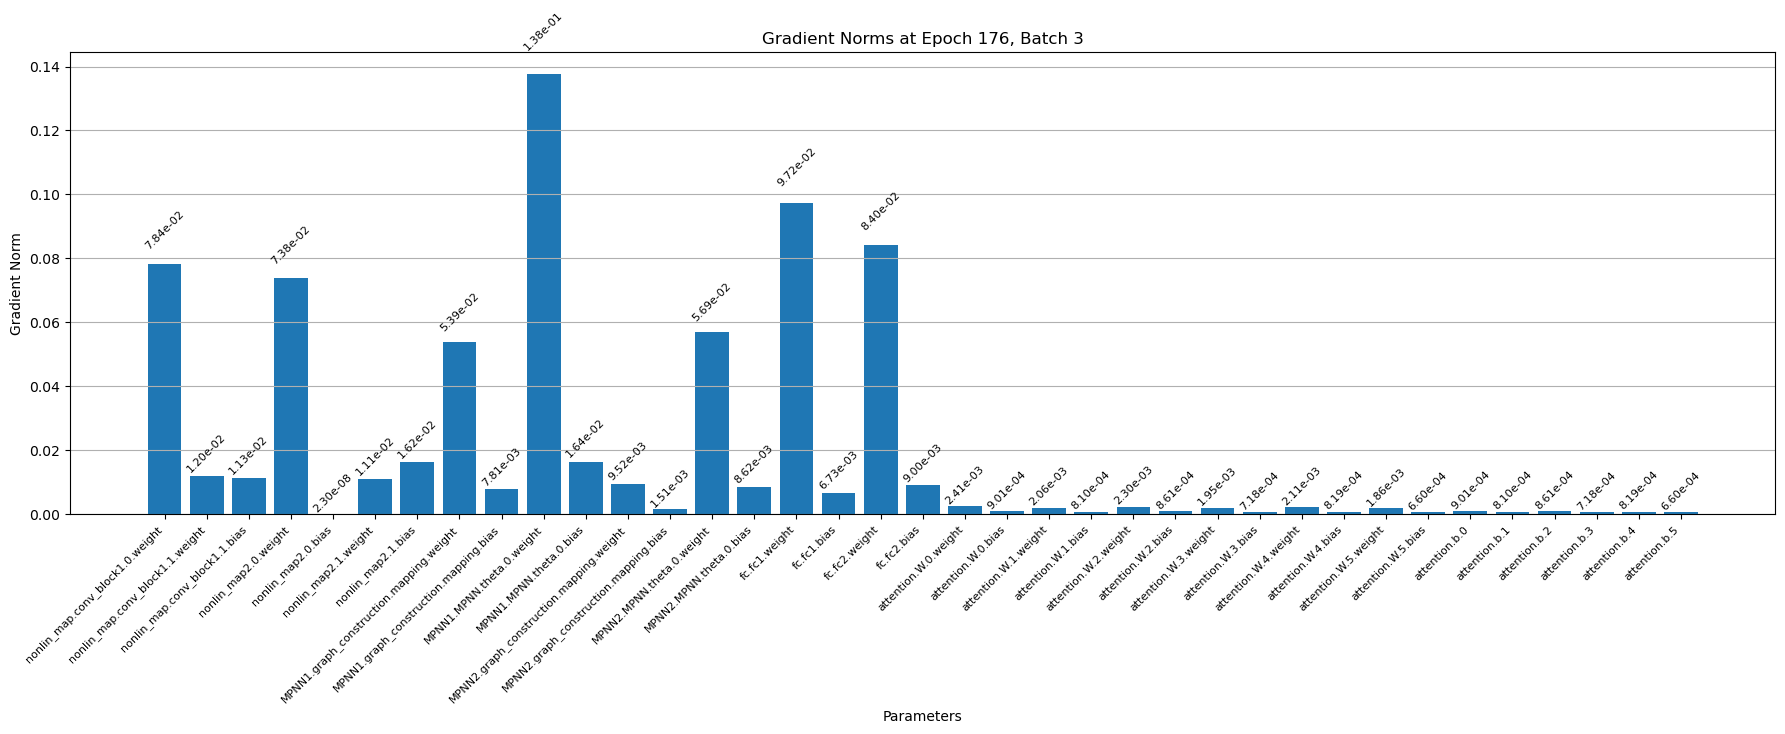 Gradient Norms at Epoch 176, Batch 3
Gradient Norm
0.14
0.12
0.10
0.08
0.06
0.04
0.02
0.00
7.84e-02
1.20e-02
1.13e-02
7.38e-02
2.30e-08
1.11e-02
1.62e-02
5.39e-02
7.81e-03
1.38e-01
1.64e-02
9.52e-03
1.51e-03
5.69e-02
8.62e-03
9.72e-02
6.73e-03
8.40e-02
9.00e-03
2.41e-03
9.01e-04
2.06e-03
8.10e-04
2.30e-03
8.61e-04
1.95e-03
7.18e-04
2.11e-03
8.19e-04
1.86e-03
6.60e-04
9.01e-04
8.10e-04
8.61e-04
7.18e-04
8.19e-04
6.60e-04
nonlin_map.conv_block1.0.weight
nonlin_map.conv_block1.1.weight
nonlin_map.conv_block1.1.bias
nonlin_map2.0.weight
nonlin_map2.0.bias
nonlin_map2.1.weight
nonlin_map2.1.bias
MPNN1.graph_construction.mapping.weight
MPNN1.graph_construction.mapping.bias
MPNN1.MPNN.theta.0.weight
MPNN1.MPNN.theta.0.bias
MPNN2.graph_construction.mapping.weight
MPNN2.graph_construction.mapping.bias
MPNN2.MPNN.theta.0.weight
MPNN2.MPNN.theta.0.bias
fc.fc1.weight
fc.fc1.bias
fc.fc2.weight
fc.fc2.bias
attention.W.0.weight
attention.W.0.bias
attention.W.1.weight
attention.W.1.bias
attention.W.2.weight
attention.W.2.bias
attention.W.3.weight
attention.W.3.bias
attention.W.4.weight
attention.W.4.bias
attention.W.5.weight
attention.W.5.bias
attention.b.0
attention.b.1
attention.b.2
attention.b.3
attention.b.4
attention.b.5
Parameters